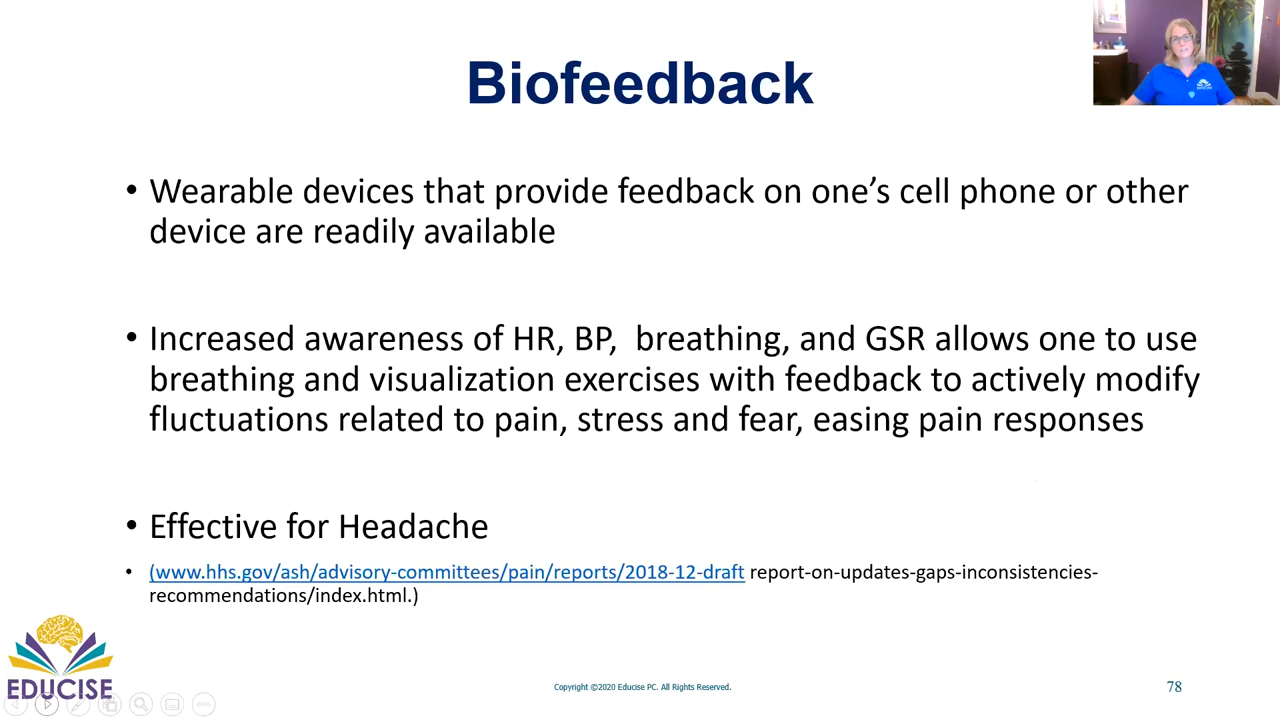 Biofeedback
• Wearable devices that provide feedback on one’s cell phone or other
device are readily available
• Increased awareness of HR, BP,  breathing, and GSR allows one to use
breathing and visualization exercises with feedback to actively modify
fluctuations related to pain, stress and fear, easing pain responses
• Effective for Headache
• (www.hhs.gov/ash/advisory-committees/pain/reports/2018-12-draft report-on-updates-gaps-inconsistencies-
recommendations/index.html.)
EDUCISE
Copyright ©2020 Educise PC. All Rights Reserved.
78